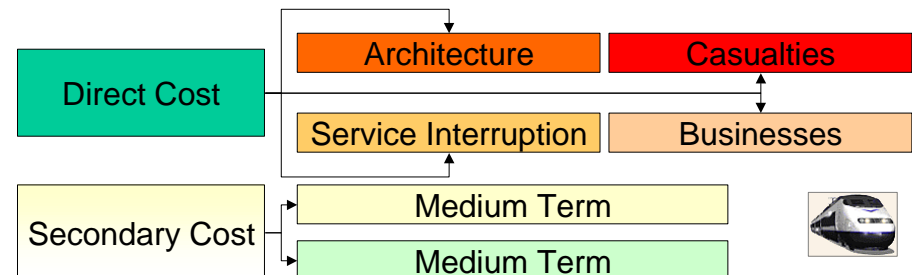 Architecture
Casualties
Direct Cost
Service Interruption
Businesses
Medium Term
Secondary Cost
Medium Term